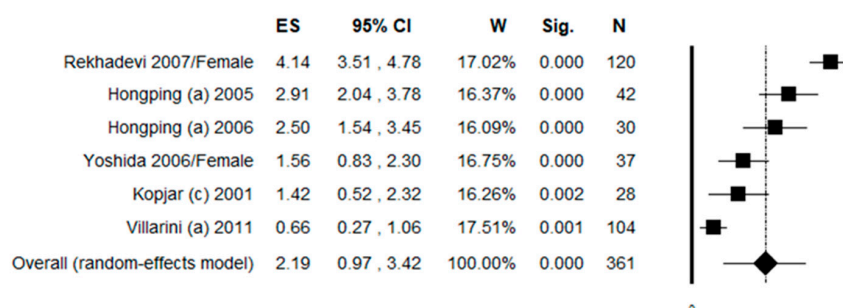 ES 95% CI W Sig. N
Rekhadevi 2007/Female 4.14 3.51 , 4.78 17.02% 0.000 120
Hongping (a) 2005 2.91 2.04 , 3.78 16.37% 0.000 42
Hongping (a) 2006 2.50 1.54 , 3.45 16.09% 0.000 30
Yoshida 2006/Female 1.56 0.83 , 2.30 16.75% 0.000 37
Kopjar (c) 2001 1.42 0.52 , 2.32 16.26% 0.002 28
Villarini (a) 2011 0.66 0.27 , 1.06 17.51% 0.001 104
Overall (random-effects model) 2.19 0.97 , 3.42 100.00% 0.000 361